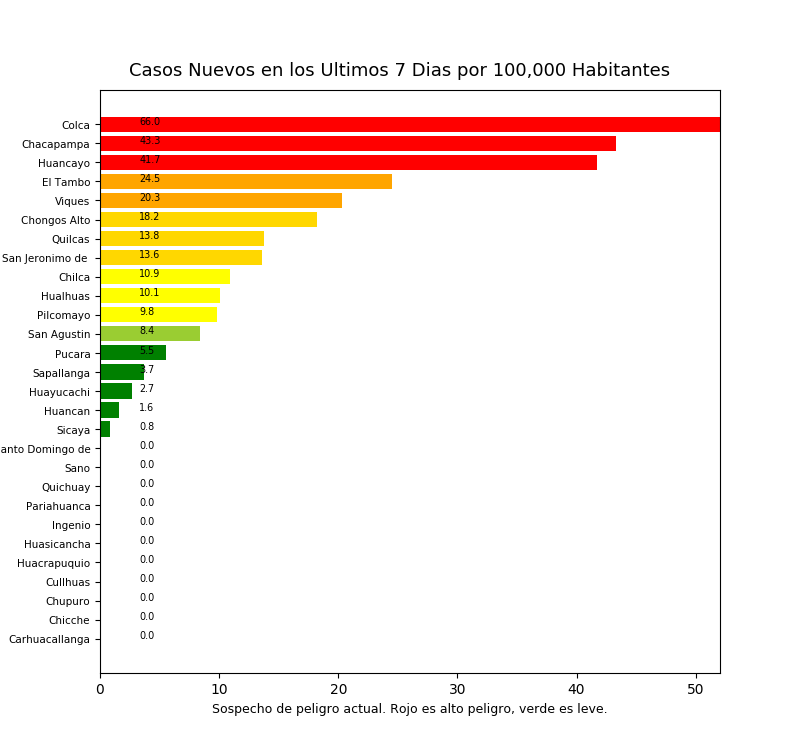 Casos Nuevos en los Ultimos 7 Dias por 100,000 Habitantes
Colca 66.0
Chacapampa 43.3
Huancayo 41.7
El Tambo 24.5
Viques 20.3
Chongos Alto 18.2
Quilcas 13.8
San Jeronimo de 13.6
Chilca 10.9
Hualhuas 10.1
Pilcomayo 9.8
San Agustin 8.4
Pucara 5.5
Sapallanga 3.7
Huayucachi 2.7
Huancan 1.6
Sicaya 0.8
anto Domingo de 0.0
Sano 0.0
Quichuay 0.0
Pariahuanca 0.0
Ingenio 0.0
Huasicancha 0.0
Huacrapuquio 0.0
Cullhuas 0.0
Chupuro 0.0
Chicche 0.0
Carhuacallanga 0.0
0 10 20 30 40 50
Sospecho de peligro actual. Rojo es alto peligro, verde es leve.